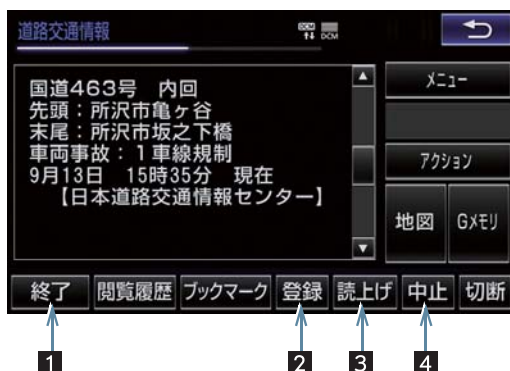 道路交通情報
DCM
DCM
国道463号 内回
先頭：所沢市亀ヶ谷
末尾：所沢市坂之下橋
車両事故：1車線規制
9月13日 15時35分 現在
【日本道路交通情報センター】
メニュー
アクション
地図 Gメモリ
終了 閲覧履歴 ブックマーク 登録 読上げ 中止 切断
1 2 3 4